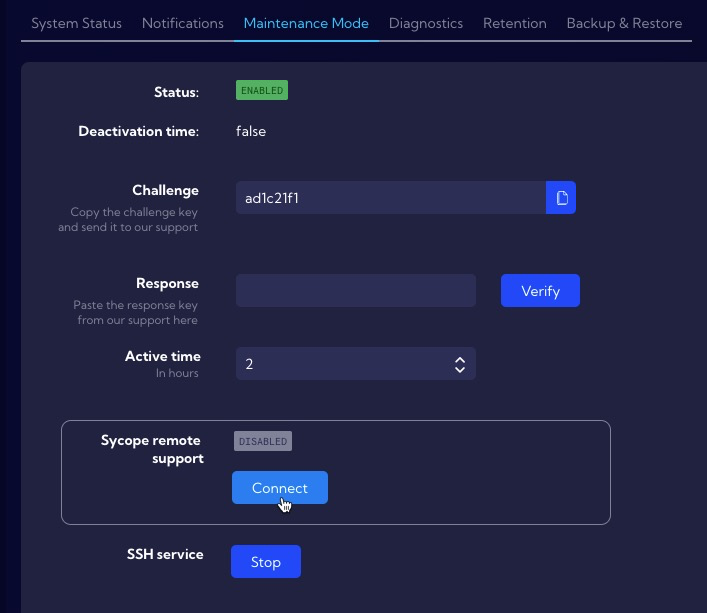 System Status Notifications Maintenance Mode Diagnostics Retention Backup & Restore
Status: ENABLED
Deactivation time: false
Challenge
ad1c21f1
Copy the challenge key
and send it to our support
Response
Verify
Paste the response key
from our support here
Active time
2
In hours
Sycope remote
support
DISABLED
Connect
SSH service
Stop